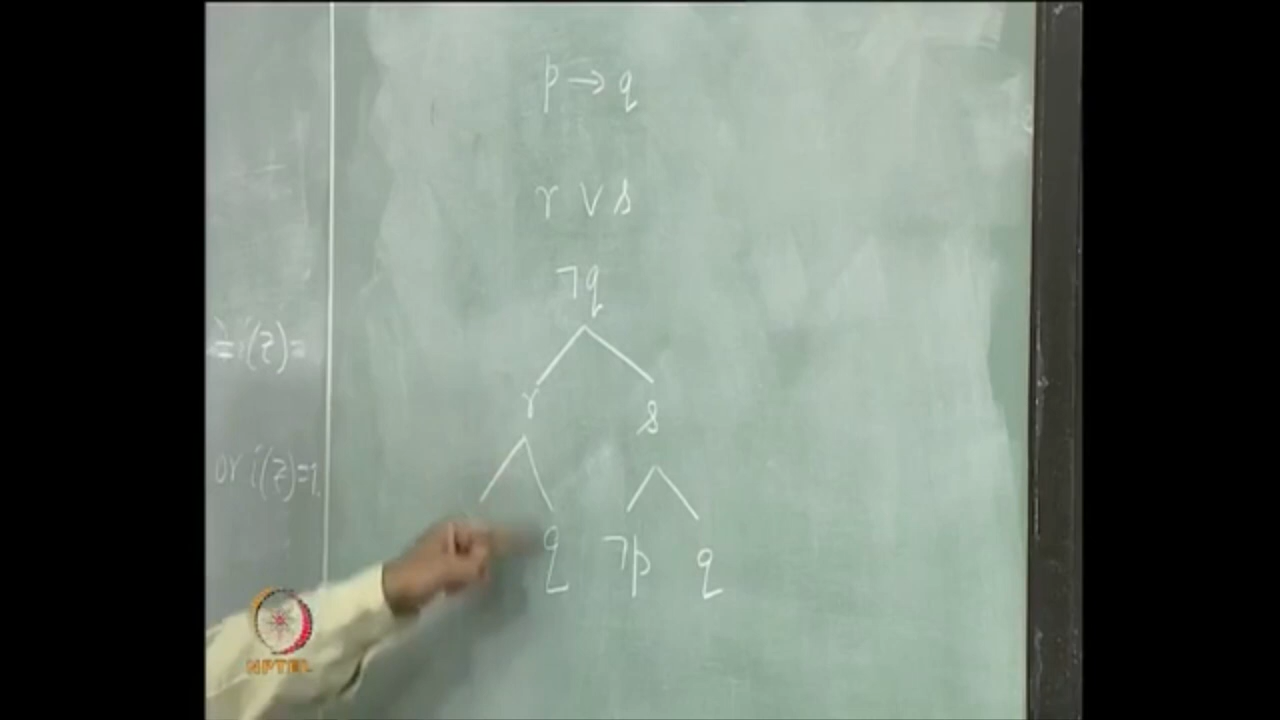 p → q
r ∨ s
¬q
r s
q ¬p q
i(z)=
or i(z)=1.
NPTEL